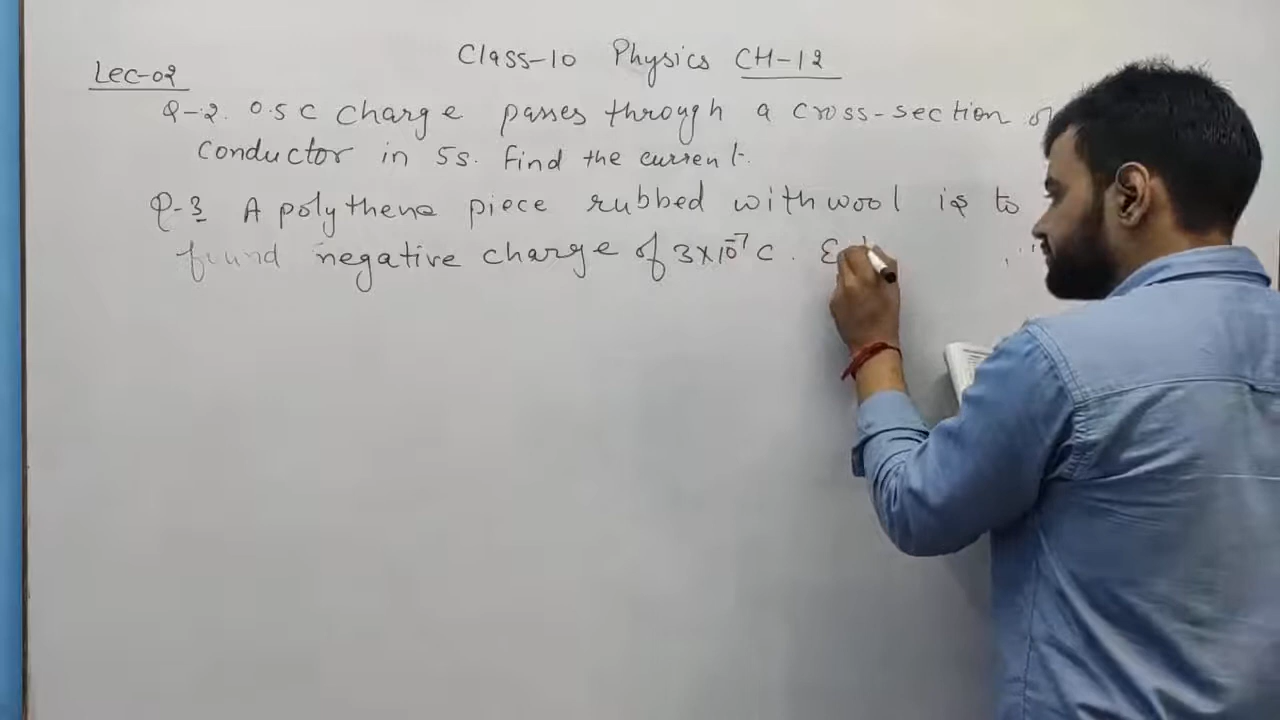 Class-10 Physics CH-12
Lec-02
Q-2. 0.5 C Charge passes through a cross-section of
conductor in 5s. Find the current.
Q-3 A polythene piece rubbed with wool is to
found negative charge of 3×10⁻⁷ C.